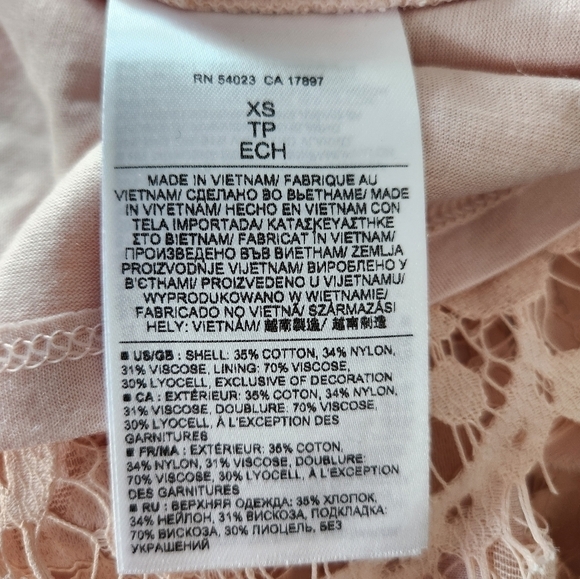 RN 54023 CA 17897
XS
TP
ECH
MADE IN VIETNAM/ FABRIQUE AU
VIETNAM/ СДЕЛАНО ВО ВЬЕТНАМЕ/ MADE
IN VIYETNAM/ HECHO EN VIETNAM CON
TELA IMPORTADA/ ΚΑΤΑΣΚΕΥΑΣΤΗΚΕ
ΣΤΟ ΒΙΕΤΝΑΜ/ FABRICAT ÎN VIETNAM/
ПРОИЗВЕДЕНО ВЪВ ВИЕТНАМ/ ZEMLJA
PROIZVODNJE VIJETNAM/ ВИРОБЛЕНО У
В'ЄТНАМІ/ PROIZVEDENO U VIJETNAMU/
WYPRODUKOWANO W WIETNAMIE/
FABRICADO NO VIETNÃ/ SZÁRMAZÁSI
HELY: VIETNÁM/ 越南製造/ 越南制造
■ US/GB : SHELL: 35% COTTON, 34% NYLON,
31% VISCOSE, LINING: 70% VISCOSE,
30% LYOCELL, EXCLUSIVE OF DECORATION
■ CA : EXTÉRIEUR: 35% COTON, 34% NYLON,
31% VISCOSE, DOUBLURE: 70% VISCOSE,
30% LYOCELL, À L'EXCEPTION DES
GARNITURES
■ FR/MA : EXTÉRIEUR: 35% COTON,
34% NYLON, 31% VISCOSE, DOUBLURE:
70% VISCOSE, 30% LYOCELL, À L'EXCEPTION
DES GARNITURES
■ RU : ВЕРХНЯЯ ОДЕЖДА: 35% ХЛОПОК,
34% НЕЙЛОН, 31% ВИСКОЗА, ПОДКЛАДКА:
70% ВИСКОЗА, 30% ЛИОЦЕЛЬ, БЕЗ
УКРАШЕНИЙ